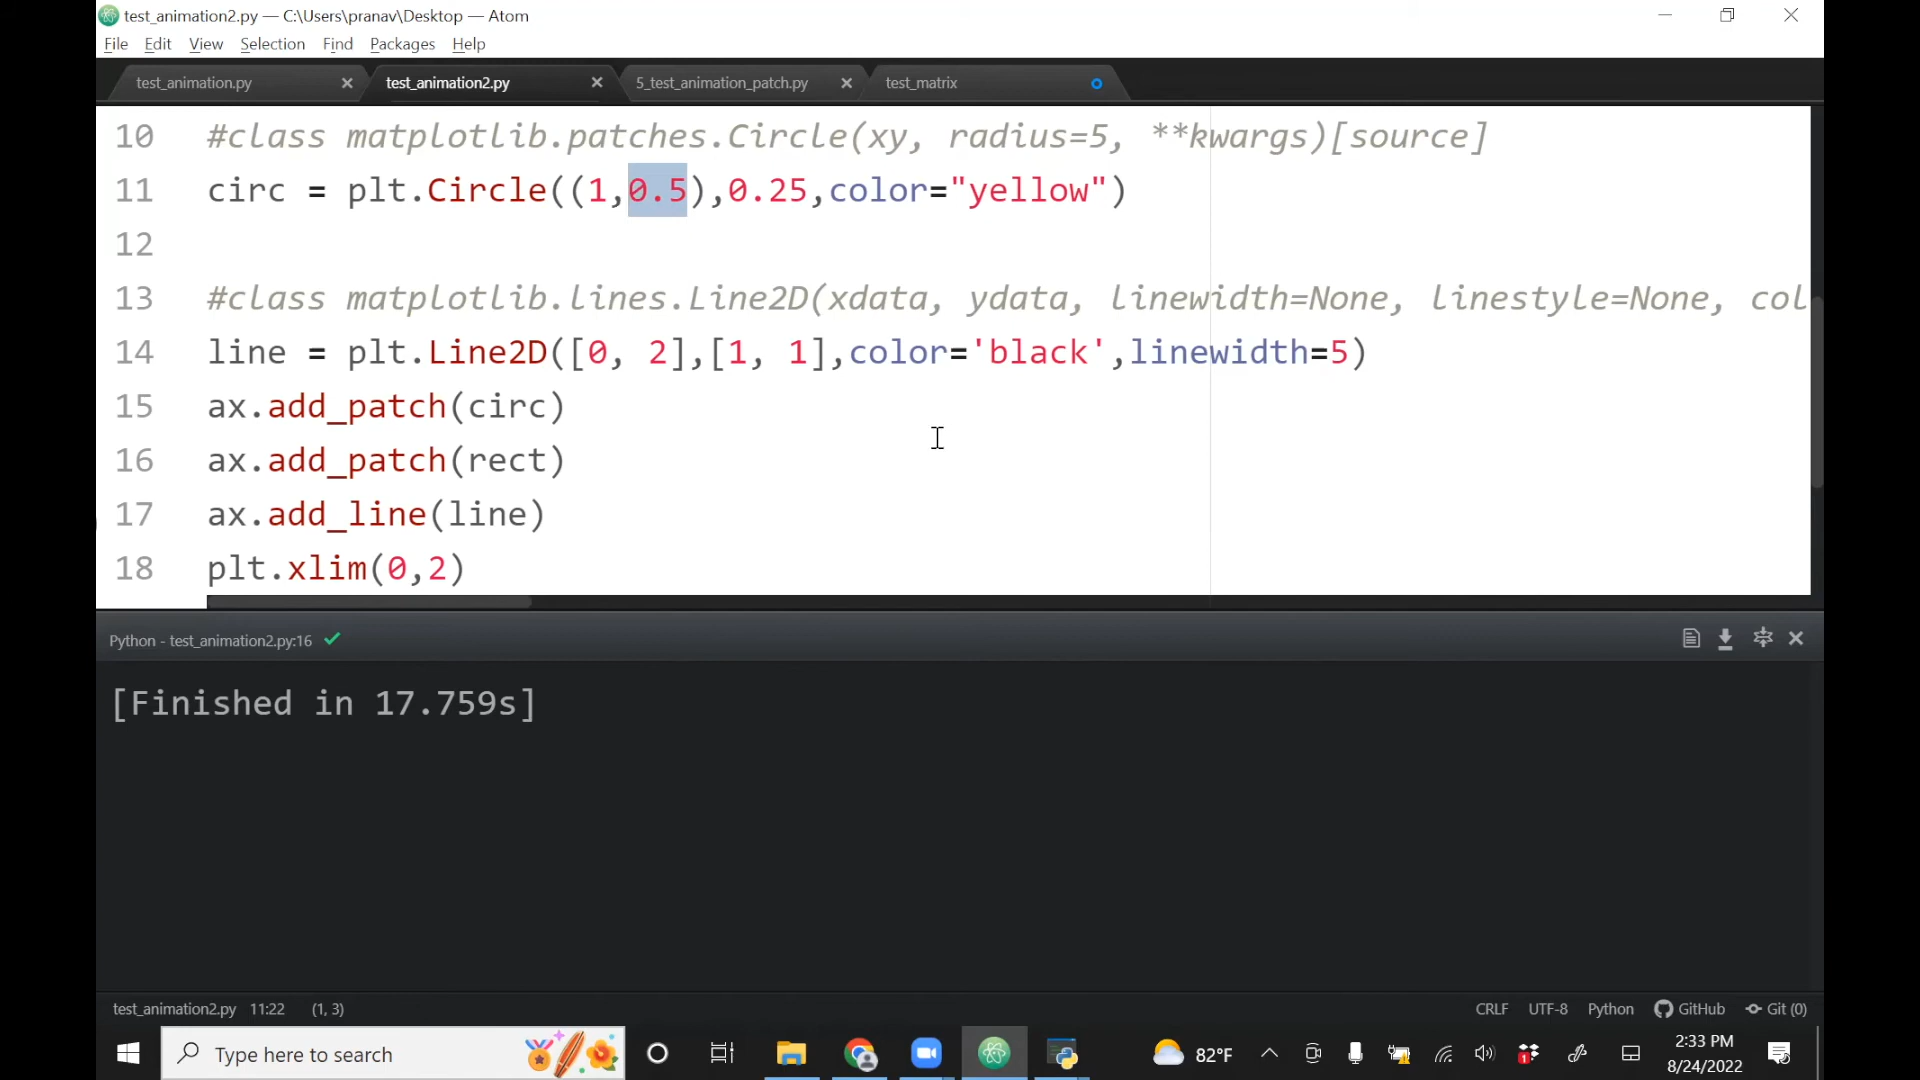 test_animation2.py — C:\Users\pranav\Desktop — Atom
File Edit View Selection Find Packages Help
test_animation.py test_animation2.py 5_test_animation_patch.py test_matrix
10 #class matplotlib.patches.Circle(xy, radius=5, **kwargs)[source]
11 circ = plt.Circle((1,0.5),0.25,color="yellow")
12
13 #class matplotlib.lines.Line2D(xdata, ydata, linewidth=None, linestyle=None, col
14 line = plt.Line2D([0, 2],[1, 1],color='black',linewidth=5)
15 ax.add_patch(circ)
16 ax.add_patch(rect)
17 ax.add_line(line)
18 plt.xlim(0,2)
Python - test_animation2.py:16
[Finished in 17.759s]
test_animation2.py 11:22 (1, 3) CRLF UTF-8 Python GitHub Git (0)
Type here to search 82°F 1 2:33 PM
8/24/2022